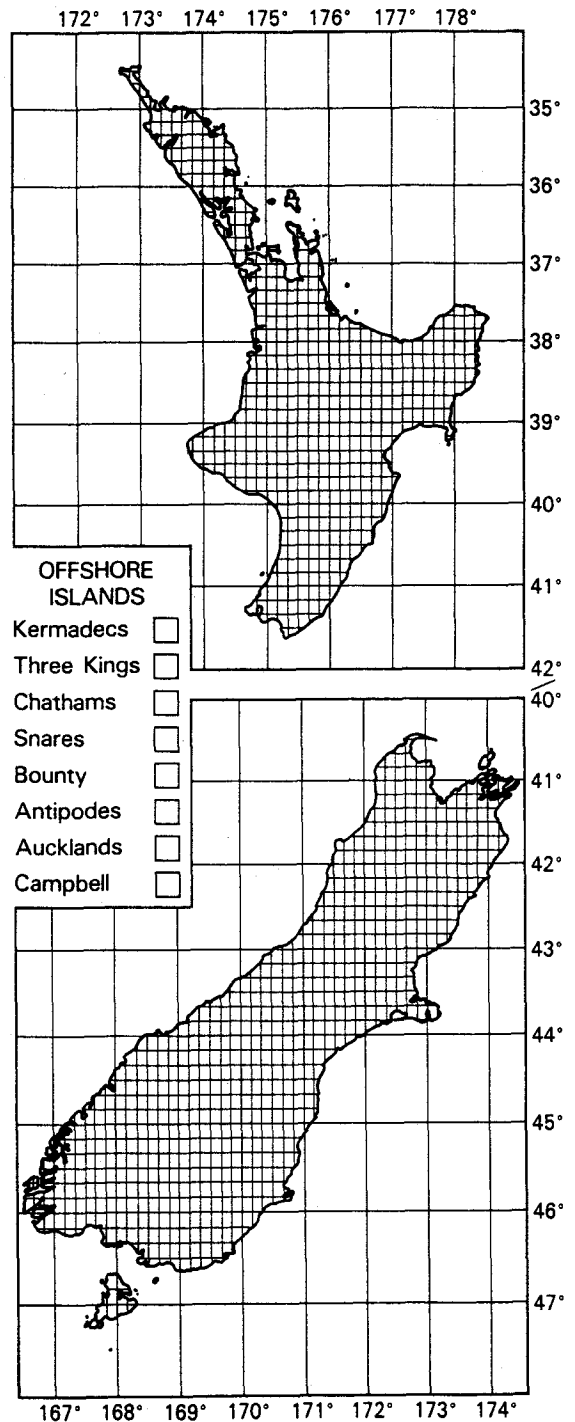 172° 173° 174° 175° 176° 177° 178°
35°
36°
37°
38°
39°
40°
41°
42°
OFFSHORE
ISLANDS
Kermadecs
Three Kings
Chathams
Snares
Bounty
Antipodes
Aucklands
Campbell
40°
41°
42°
43°
44°
45°
46°
47°
167° 168° 169° 170° 171° 172° 173° 174°